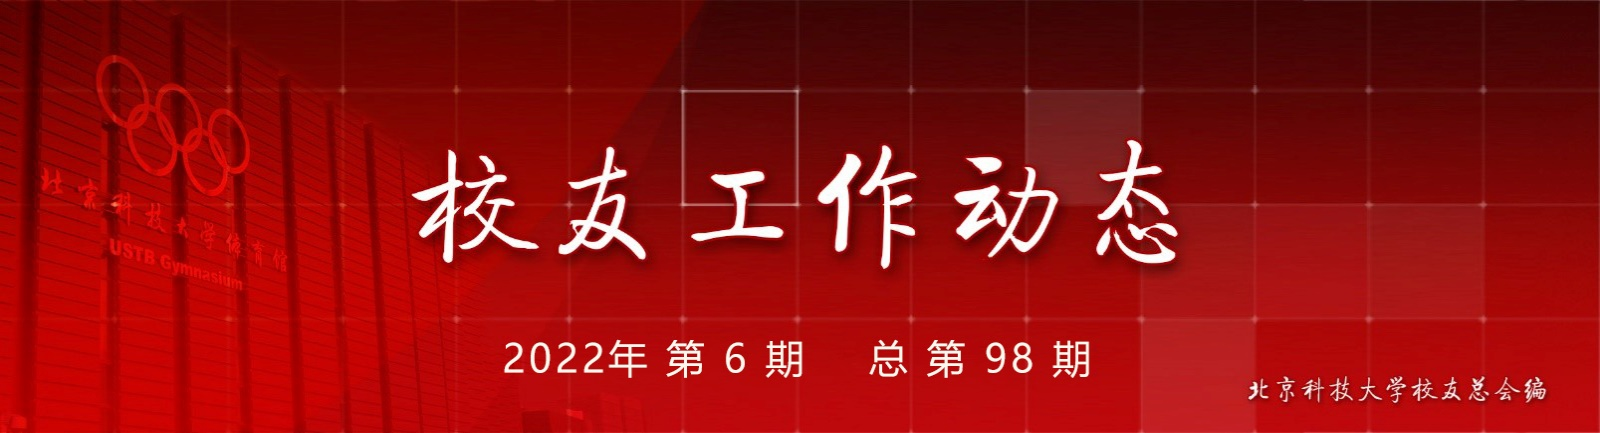 北京科技大学体育馆
USTB Gymnasium
校友工作动态
2022年 第 6 期 总 第 98 期
北京科技大学校友总会编